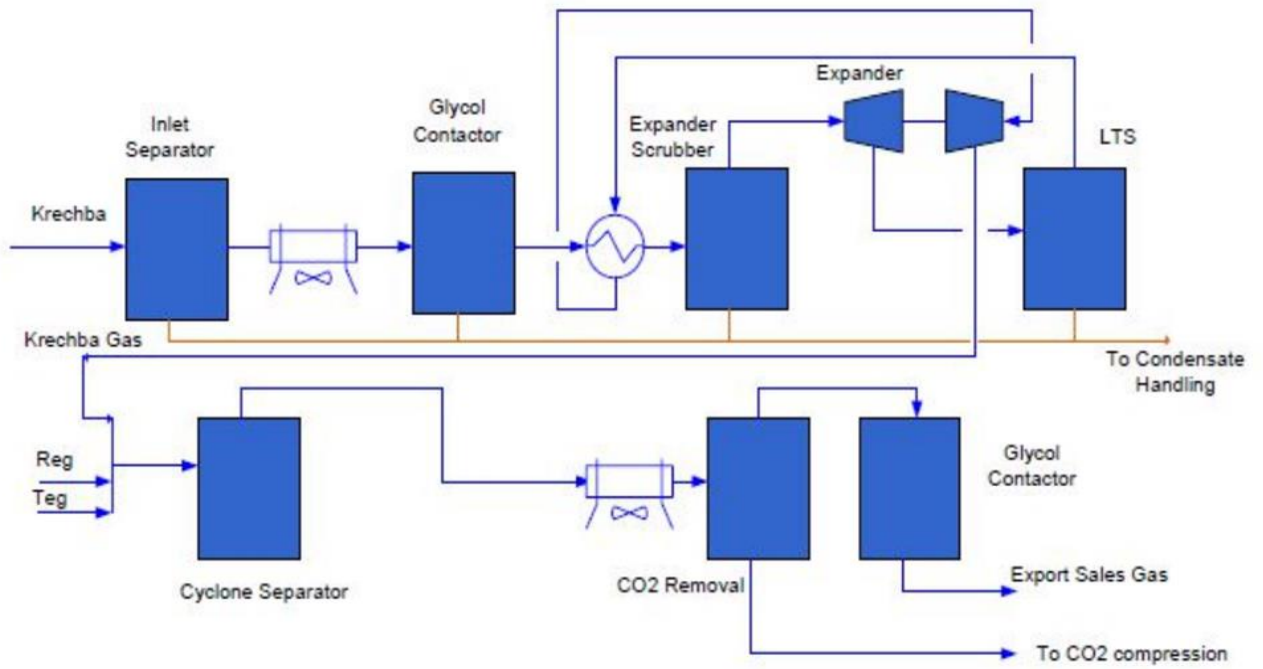 Expander
Glycol
Contactor
Inlet
Separator
Expander
Scrubber
LTS
Krechba
Krechba Gas
To Condensate
Handling
Reg
Teg
Glycol
Contactor
Cyclone Separator
CO2 Removal
Export Sales Gas
To CO2 compression